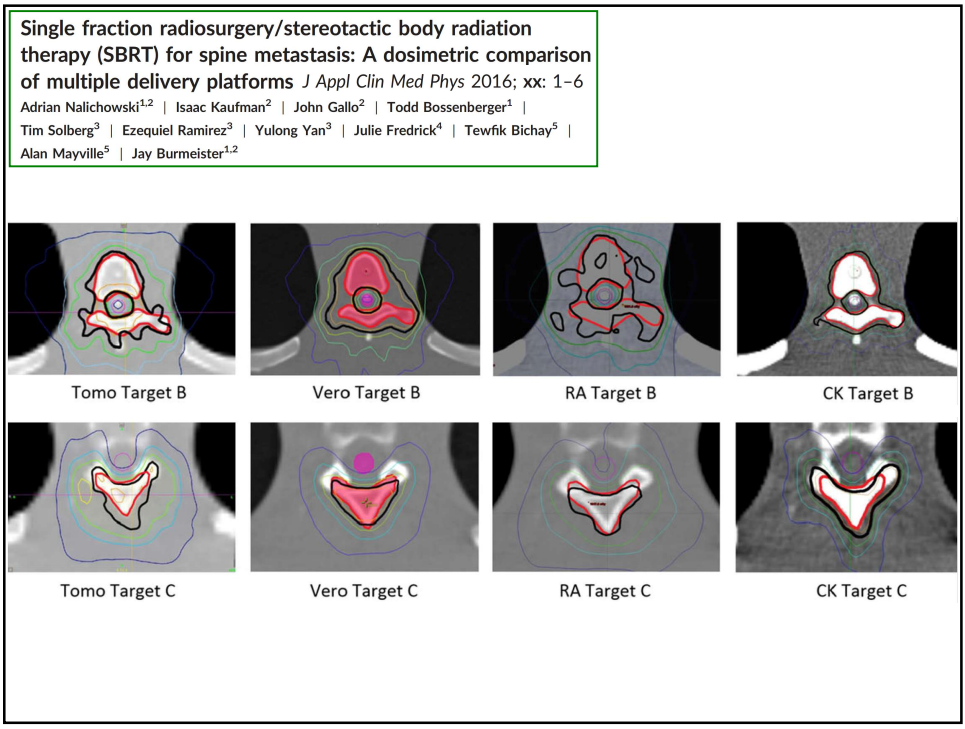 Single fraction radiosurgery/stereotactic body radiation
therapy (SBRT) for spine metastasis: A dosimetric comparison
of multiple delivery platforms J Appl Clin Med Phys 2016; xx: 1–6
Adrian Nalichowski1,2 | Isaac Kaufman2 | John Gallo2 | Todd Bossenberger1 |
Tim Solberg3 | Ezequiel Ramirez3 | Yulong Yan3 | Julie Fredrick4 | Tewfik Bichay5 |
Alan Mayville5 | Jay Burmeister1,2
Tomo Target B
Vero Target B
RA Target B
CK Target B
Tomo Target C
Vero Target C
RA Target C
CK Target C